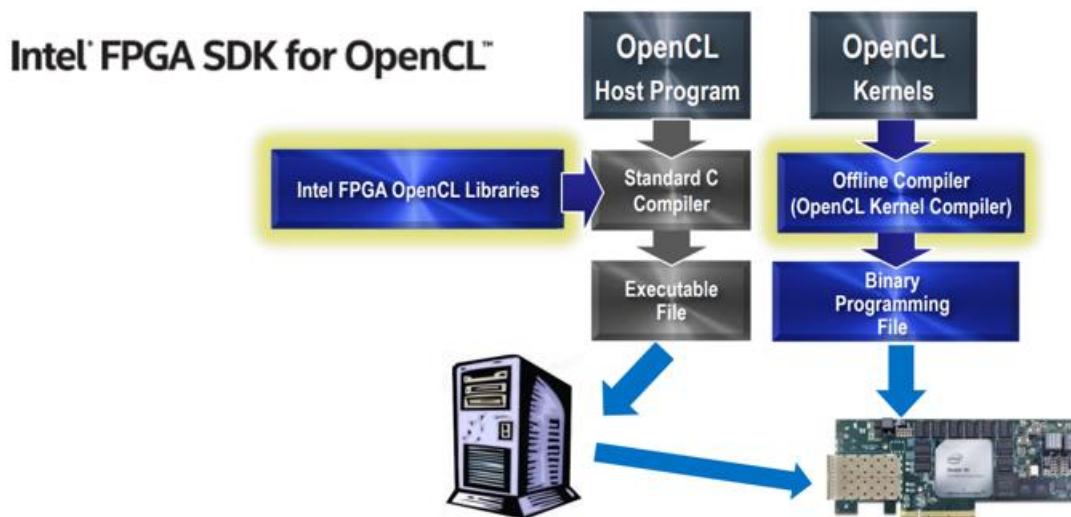 Intel® FPGA SDK for OpenCL™
OpenCL
Host Program
OpenCL
Kernels
Intel FPGA OpenCL Libraries
Standard C
Compiler
Offline Compiler
(OpenCL Kernel Compiler)
Executable
File
Binary
Programming
File